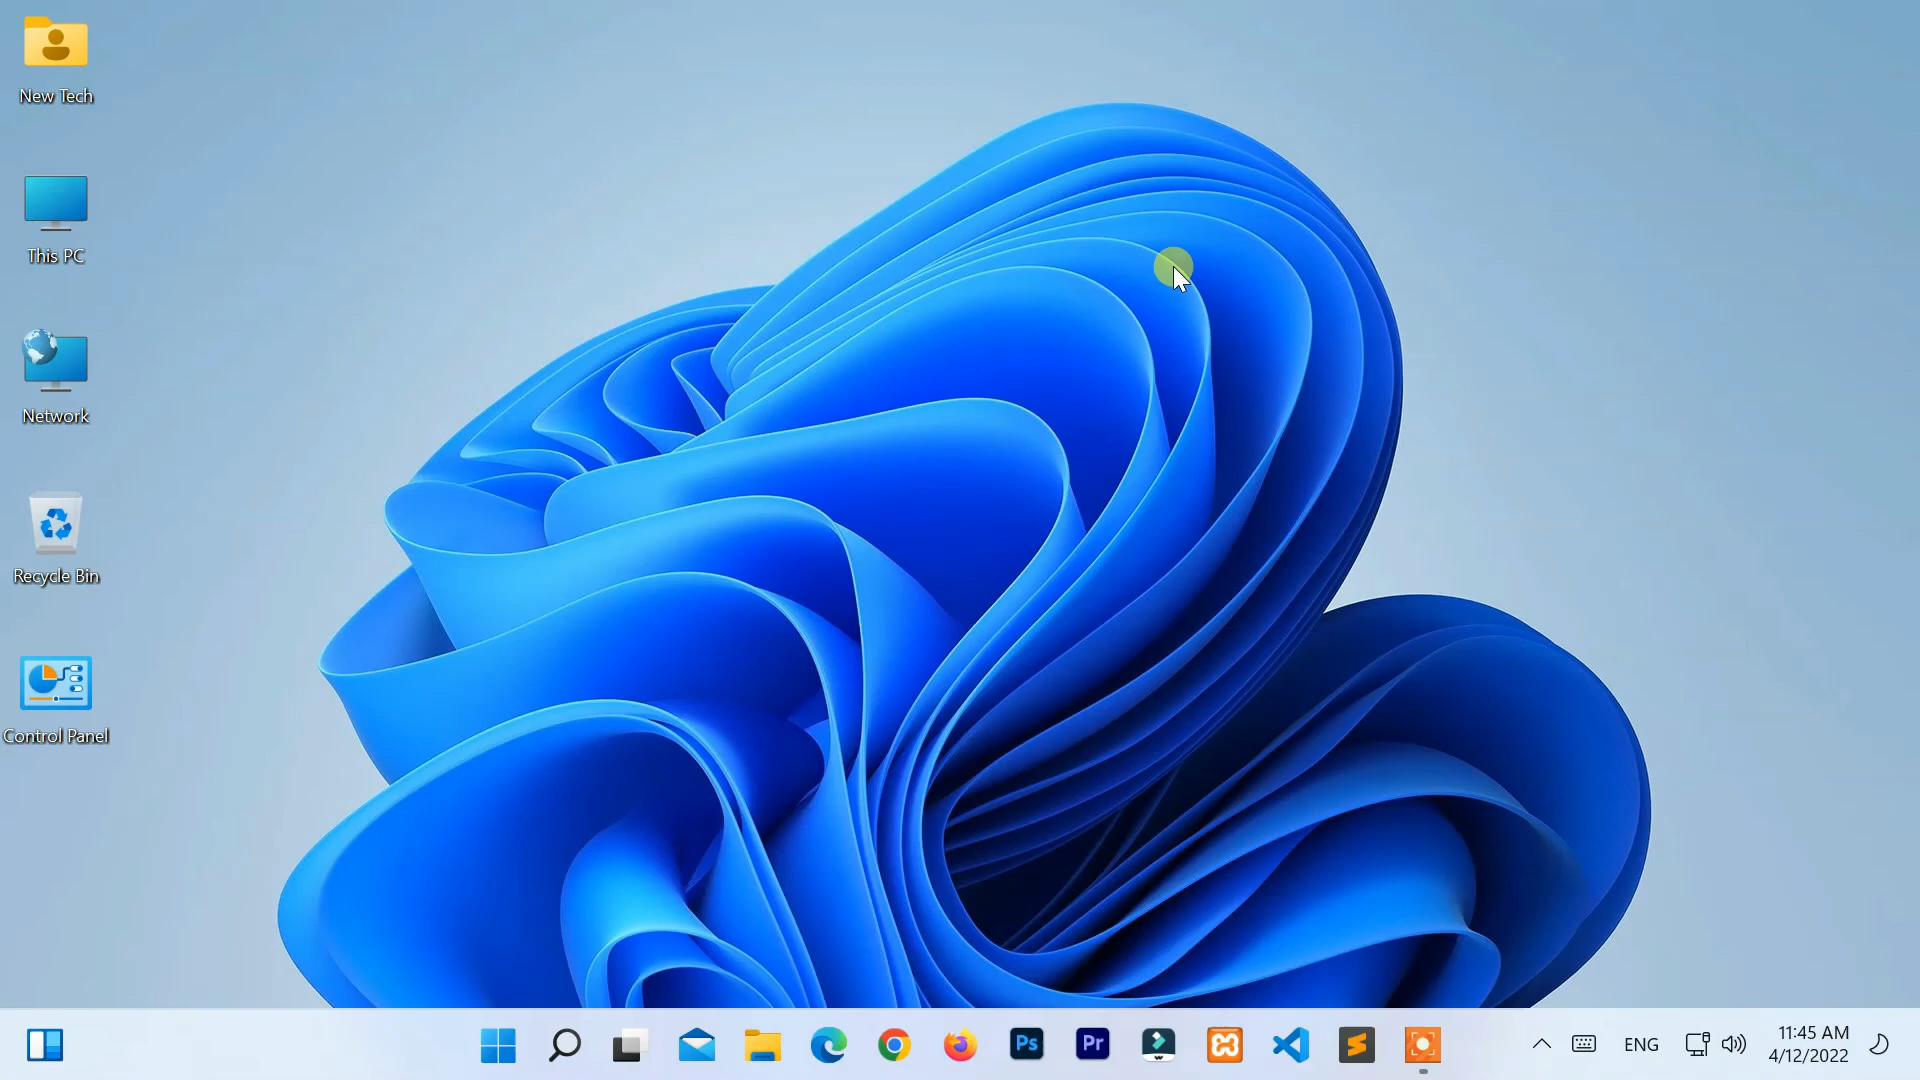 New Tech
This PC
Network
Recycle Bin
Control Panel
Ps
Pr
ENG
11:45 AM
4/12/2022